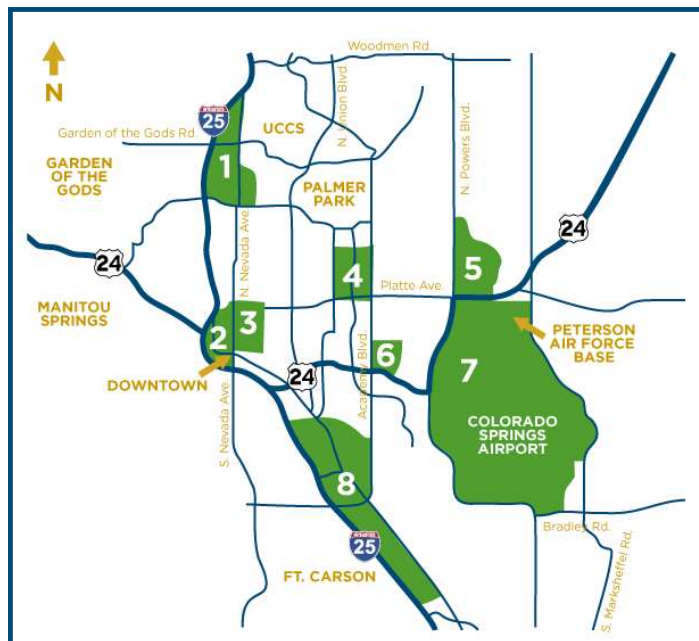 Woodmen Rd.
N
INTERSTATE
25
N. Union Blvd.
UCCS
Garden of the Gods Rd.
GARDEN
OF THE
GODS
1
N. Powers Blvd.
PALMER
PARK
24
24
N. Nevada Ave.
4
5
Platte Ave.
MANITOU
SPRINGS
2
3
PETERSON
AIR FORCE
BASE
6
7
DOWNTOWN
24
Academy Blvd.
S. Nevada Ave.
COLORADO
SPRINGS
AIRPORT
8
Bradley Rd.
INTERSTATE
25
FT. CARSON
S. Marksheffel Rd.